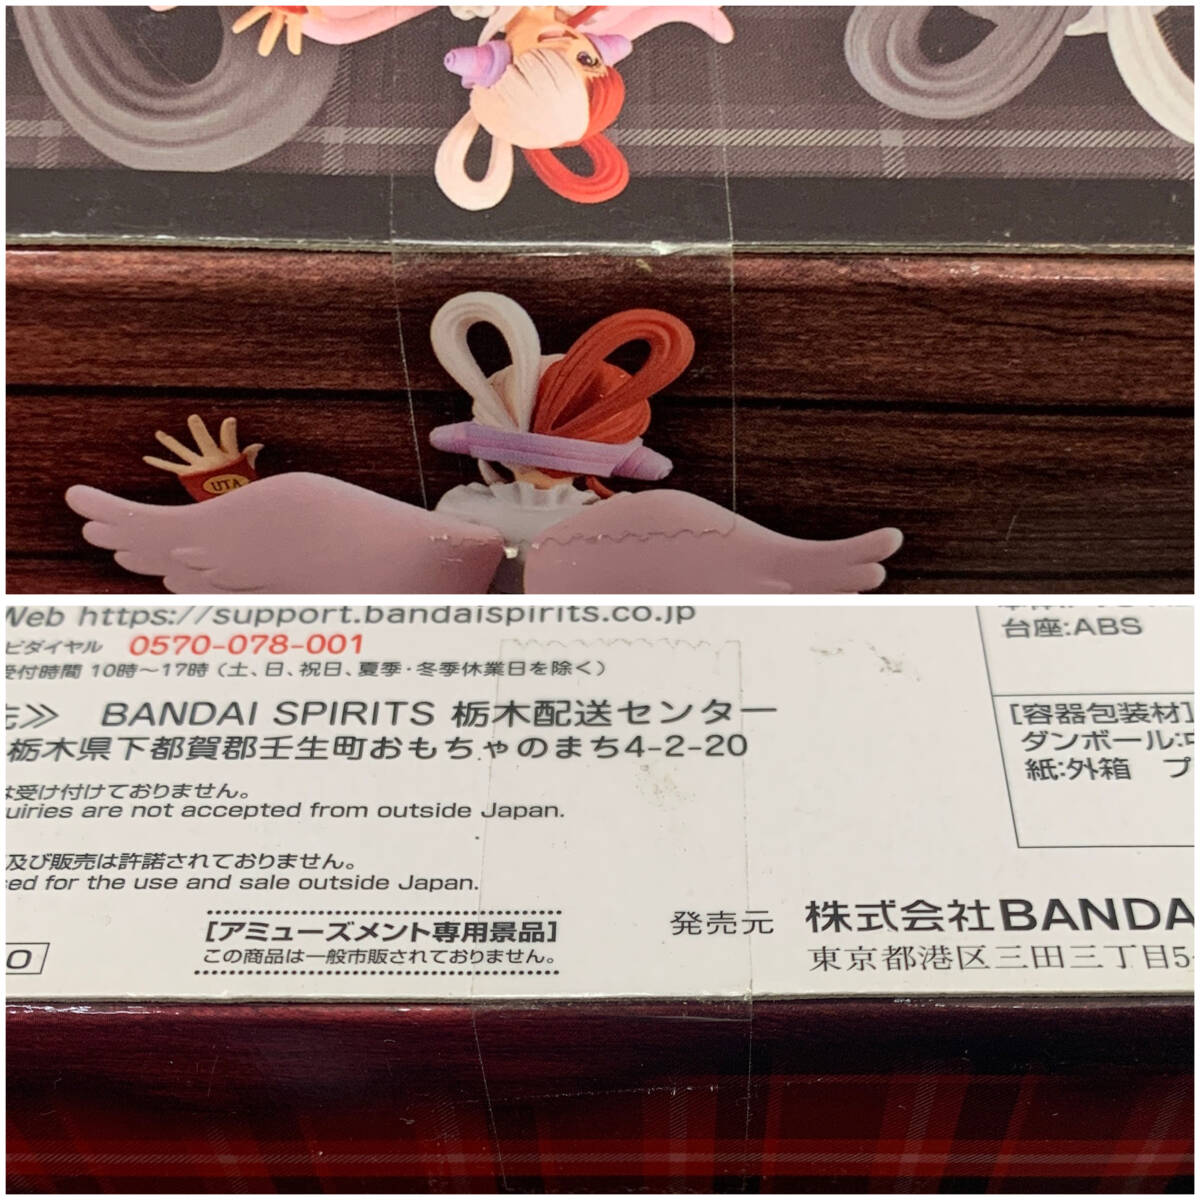 UTA
Web https://support.bandaispirits.co.jp
ビダイヤル 0570-078-001
受付時間 10時～17時（土、日、祝日、夏季・冬季休業日を除く）
先≫ BANDAI SPIRITS 栃木配送センター
栃木県下都賀郡壬生町おもちゃのまち4-2-20
は受け付けておりません。
uiries are not accepted from outside Japan.
及び販売は許諾されておりません。
sed for the use and sale outside Japan.
[アミューズメント専用景品]
この商品は一般市販されておりません。
台座:ABS
[容器包装材]
ダンボール:中
紙:外箱 プ
発売元 株式会社BANDA
東京都港区三田三丁目5-